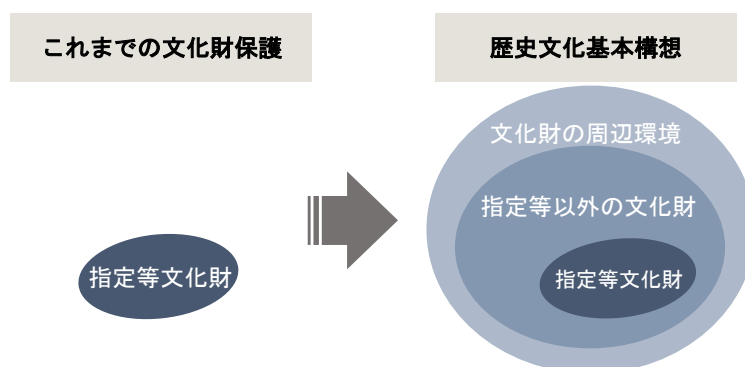 これまでの文化財保護
歴史文化基本構想
文化財の周辺環境
指定等以外の文化財
指定等文化財
指定等文化財